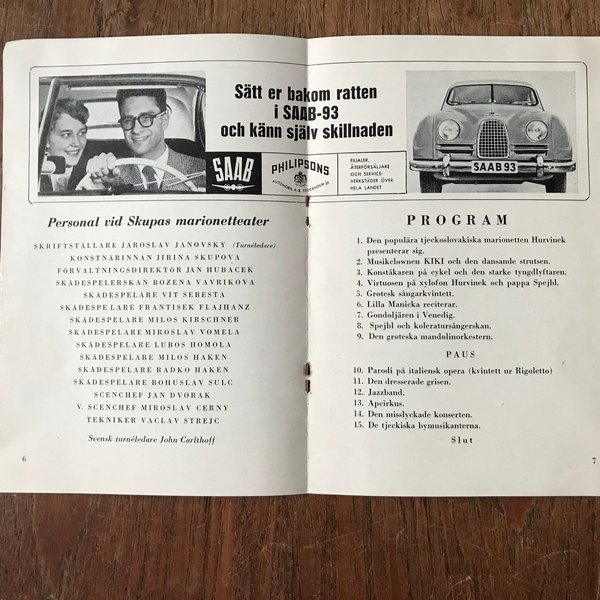 Sätt er bakom ratten
i SAAB-93
och känn själv skillnaden
SAAB
PHILIPSONS
AUTOMOBIL A-B, STOCKHOLM
FILIALER,
ÅTERFÖRSÄLJARE
OCH SERVICE-
VERKSTÄDER ÖVER
HELA LANDET
SAAB 93
Personal vid Skupas marionetteater
SKRIFTSTÄLLARE JAROSLAV JANOVSKY (Turnéledare)
KONSTNÄRINNAN JIRINA SKUPOVA
FÖRVALTNINGSDIREKTÖR JAN HUBACEK
SKÅDESPELERSKAN BOZENA VAVRIKOVA
SKÅDESPELARE VIT SEBESTA
SKÅDESPELARE FRANTISEK FLAJHANZ
SKÅDESPELARE MILOS KIRSCHNER
SKÅDESPELARE MIROSLAV VOMELA
SKÅDESPELARE LUBOS HOMOLA
SKÅDESPELARE MILOS HAKEN
SKÅDESPELARE RADKO HAKEN
SKÅDESPELARE BOHUSLAV SULC
SCENCHEF JAN DVORAK
V. SCENCHEF MIROSLAV CERNY
TEKNIKER VACLAV STREJC
Svensk turnéledare John Carlthoff
6
PROGRAM
1. Den populära tjeckoslovakiska marionetten Hurvinek
presenterar sig.
2. Musikclownen KIKI och den dansande strutsen.
3. Konståkaren på cykel och den starke tyngdlyftaren.
4. Virtuosen på xylofon Hurvinek och pappa Spejbl.
5. Grotesk sångarkvintett.
6. Lilla Manicka reciterar.
7. Gondoljären i Venedig.
8. Spejbl och koleratursångerskan.
9. Den groteska mandolinorkestern.
PAUS
10. Parodi på italiensk opera (kvintett ur Rigoletto)
11. Den dresserade grisen.
12. Jazzband.
13. Apcirkus.
14. Den misslyckade konserten.
15. De tjeckiska bymusikanterna.
Slut
7